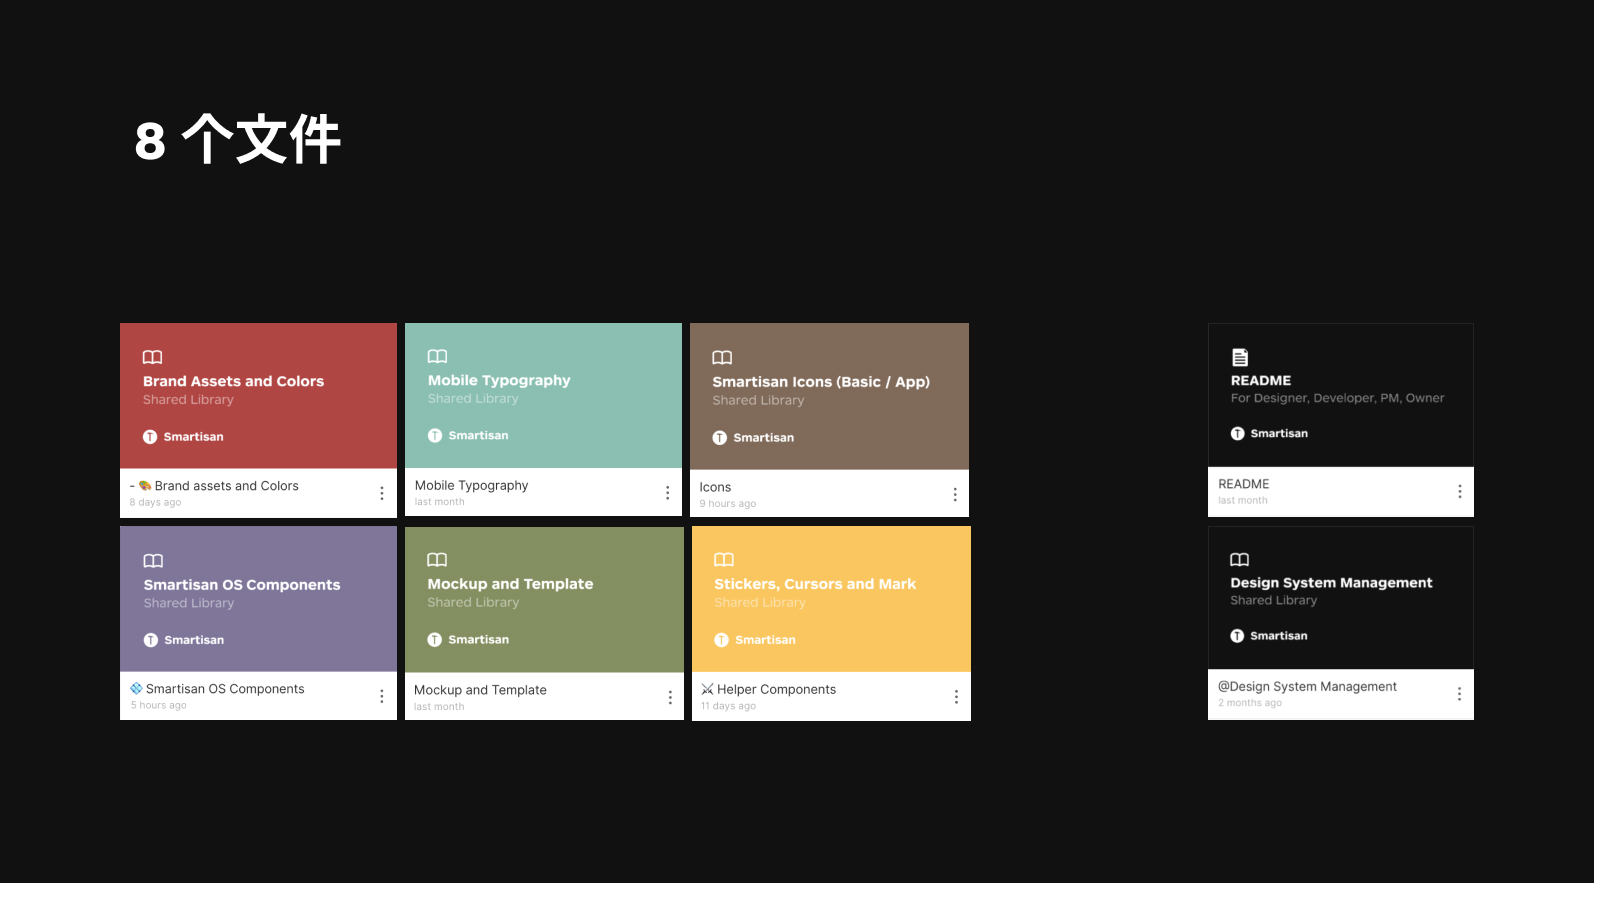 8 个文件
Brand Assets and Colors
Shared Library
Smartisan
- 🎨 Brand assets and Colors
8 days ago
Mobile Typography
Shared Library
Smartisan
Mobile Typography
last month
Smartisan Icons (Basic / App)
Shared Library
Smartisan
Icons
9 hours ago
README
For Designer, Developer, PM, Owner
Smartisan
README
last month
Smartisan OS Components
Shared Library
Smartisan
💠 Smartisan OS Components
5 hours ago
Mockup and Template
Shared Library
Smartisan
Mockup and Template
last month
Stickers, Cursors and Mark
Shared Library
Smartisan
⚔ Helper Components
11 days ago
Design System Management
Shared Library
Smartisan
@Design System Management
2 months ago